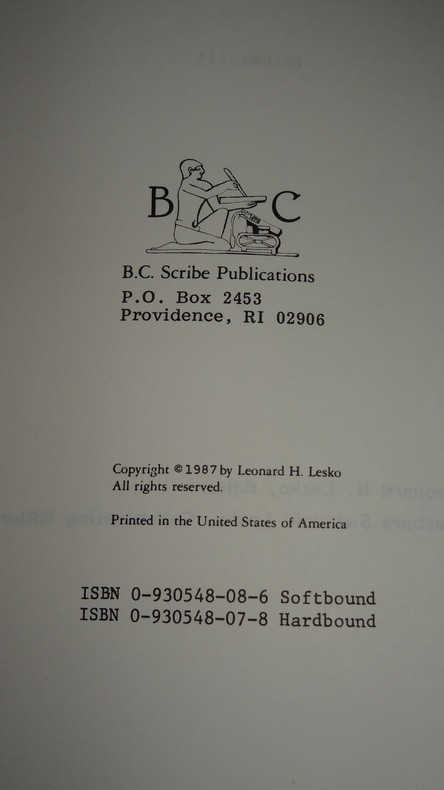 B C
B.C. Scribe Publications
P.O. Box 2453
Providence, RI 02906
Copyright © 1987 by Leonard H. Lesko
All rights reserved.
Printed in the United States of America
ISBN 0-930548-08-6 Softbound
ISBN 0-930548-07-8 Hardbound